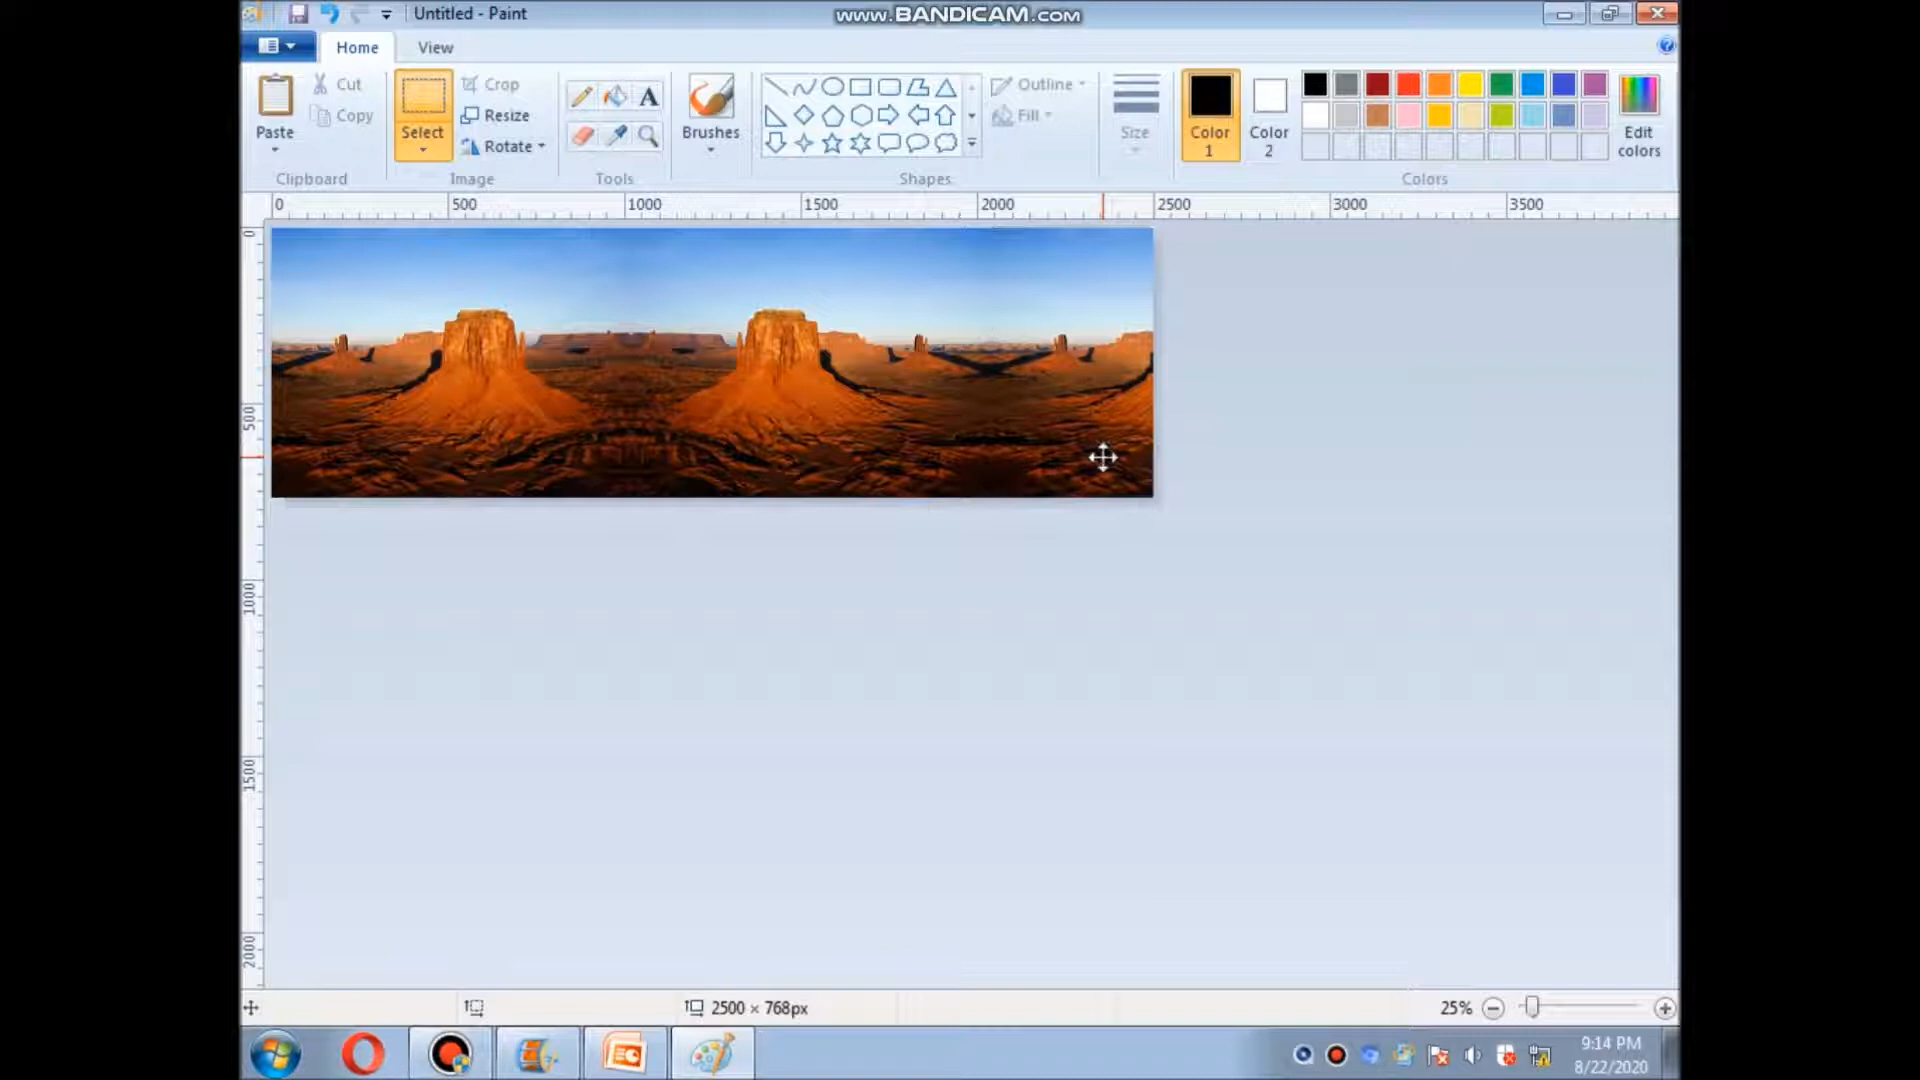 Untitled - Paint
www.BANDICAM.com
Home View
Paste
Cut
Copy
Clipboard
Select
Crop
Resize
Rotate
Image
A
Tools
Brushes
Shapes
Outline
Fill
Size
Color 1
Color 2
Edit colors
Colors
0 500 1000 1500 2000 2500 3000 3500
0
500
1000
1500
2000
2500 × 768px
25%
9:14 PM
8/22/2020